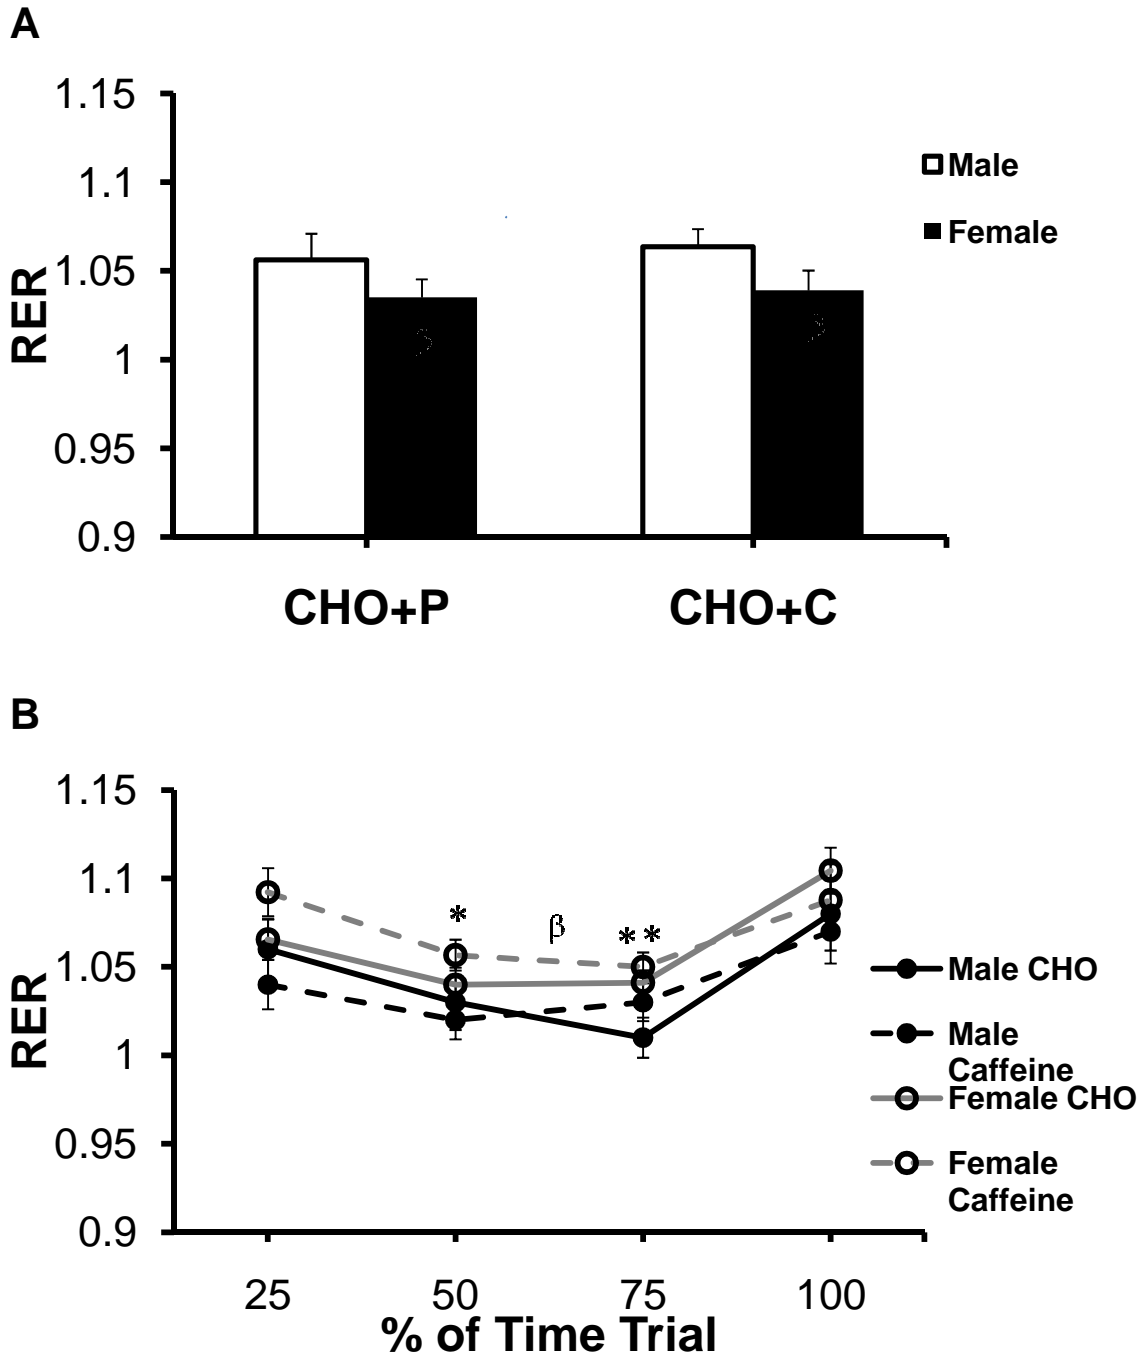 A
1.15
1.1
1.05
1
0.95
0.9
RER
Male
Female
β
β
CHO+P
CHO+C
B
1.15
1.1
1.05
1
0.95
0.9
RER
*
β
**
Male CHO
Male
Caffeine
Female CHO
Female
Caffeine
25
50
75
100
% of Time Trial